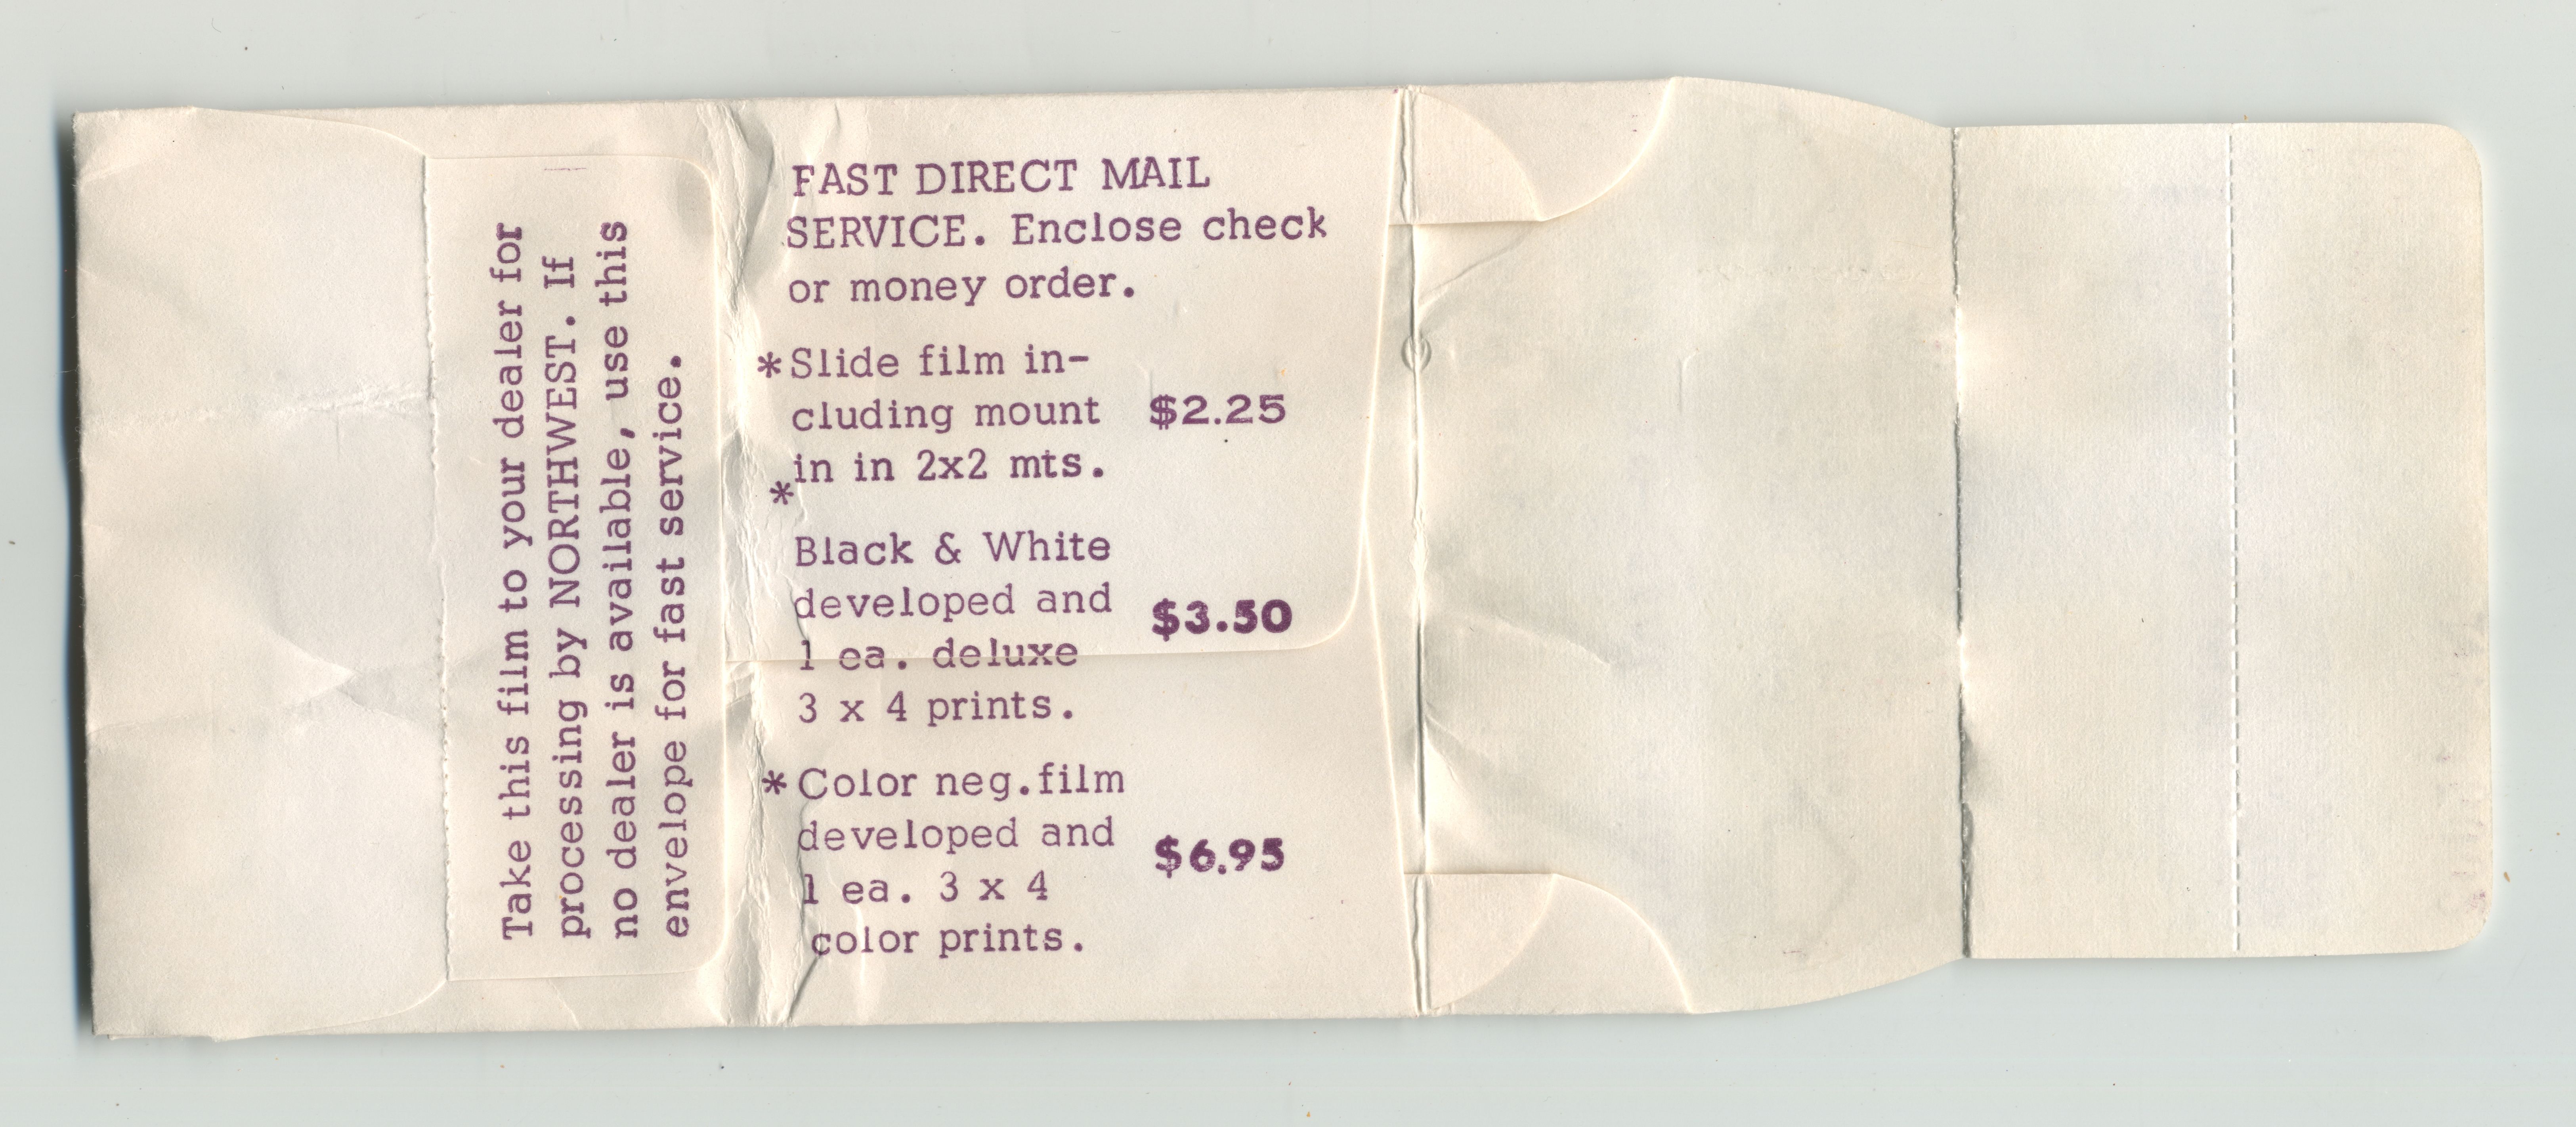 Take this film to your dealer for
processing by NORTHWEST. If
no dealer is available, use this
envelope for fast service.
FAST DIRECT MAIL
SERVICE. Enclose check
or money order.
*Slide film in-
cluding mount $2.25
in in 2x2 mts.
*
Black & White
developed and $3.50
1 ea. deluxe
3 x 4 prints.
*Color neg.film
developed and $6.95
1 ea. 3 x 4
color prints.